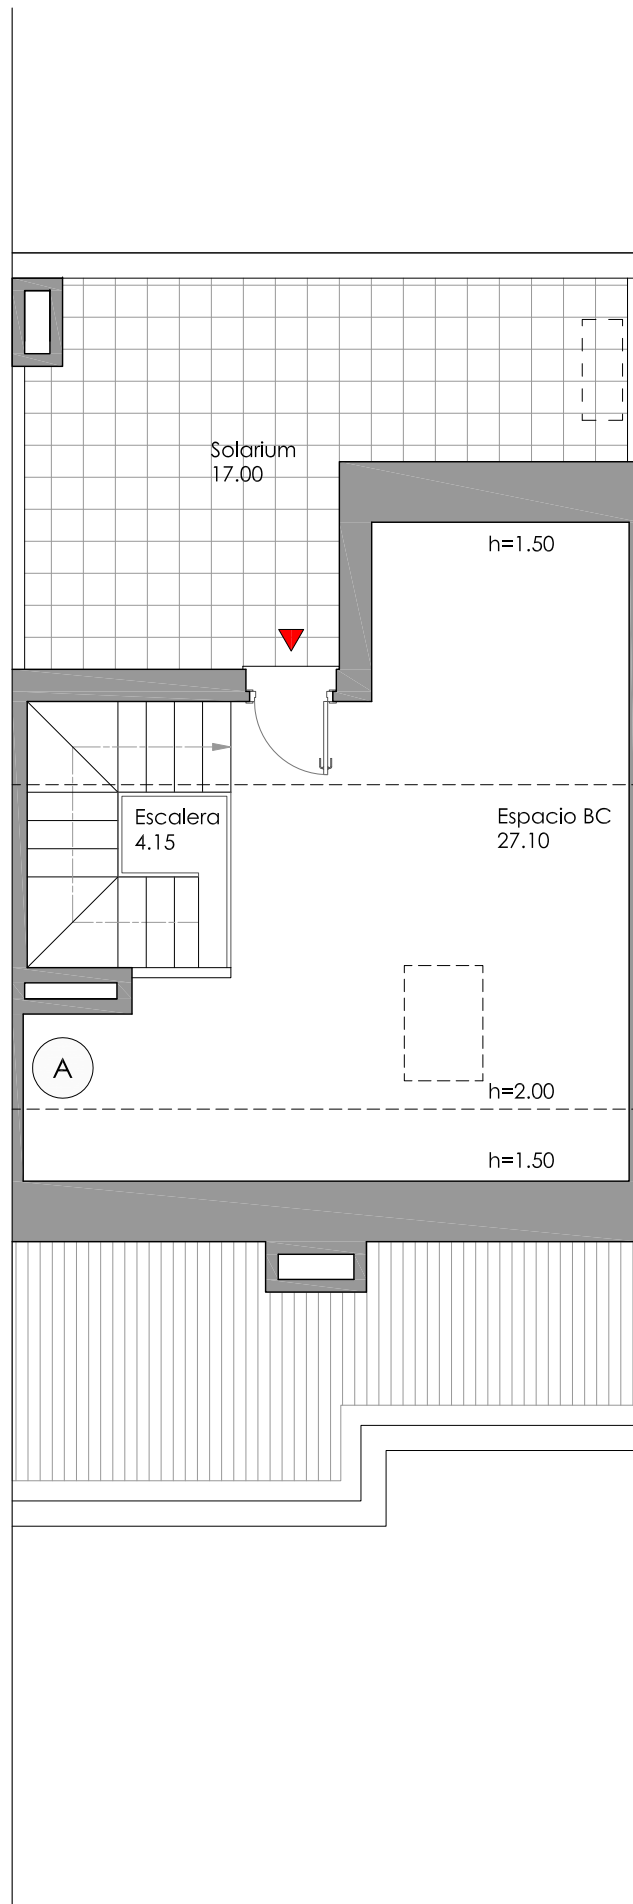 Solarium
17.00
h=1.50
Escalera
4.15
Espacio BC
27.10
A
h=2.00
h=1.50